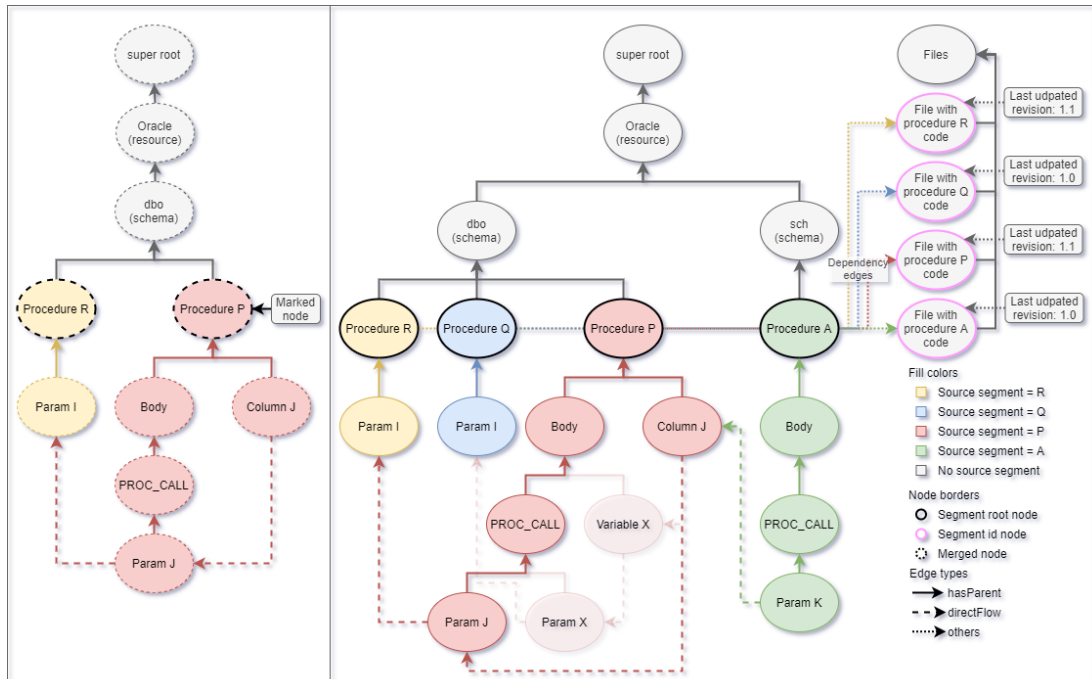 super root
Oracle
(resource)
dbo
(schema)
Procedure R
Procedure P
Marked
node
Param I
Body
Column J
PROC_CALL
Param J
super root
Files
Oracle
(resource)
File with
procedure R
code
Last udpated
revision: 1.1
File with
procedure Q
code
Last udpated
revision: 1.0
dbo
(schema)
sch
(schema)
File with
procedure P
code
Last udpated
revision: 1.1
Dependency
edges
Procedure R
Procedure Q
Procedure P
Procedure A
File with
procedure A
code
Last udpated
revision: 1.0
Param I
Param I
Body
Column J
Body
PROC_CALL
Variable X
PROC_CALL
Param J
Param X
Param K
Fill colors
Source segment = R
Source segment = Q
Source segment = P
Source segment = A
No source segment
Node borders
Segment root node
Segment id node
Merged node
Edge types
hasParent
directFlow
others